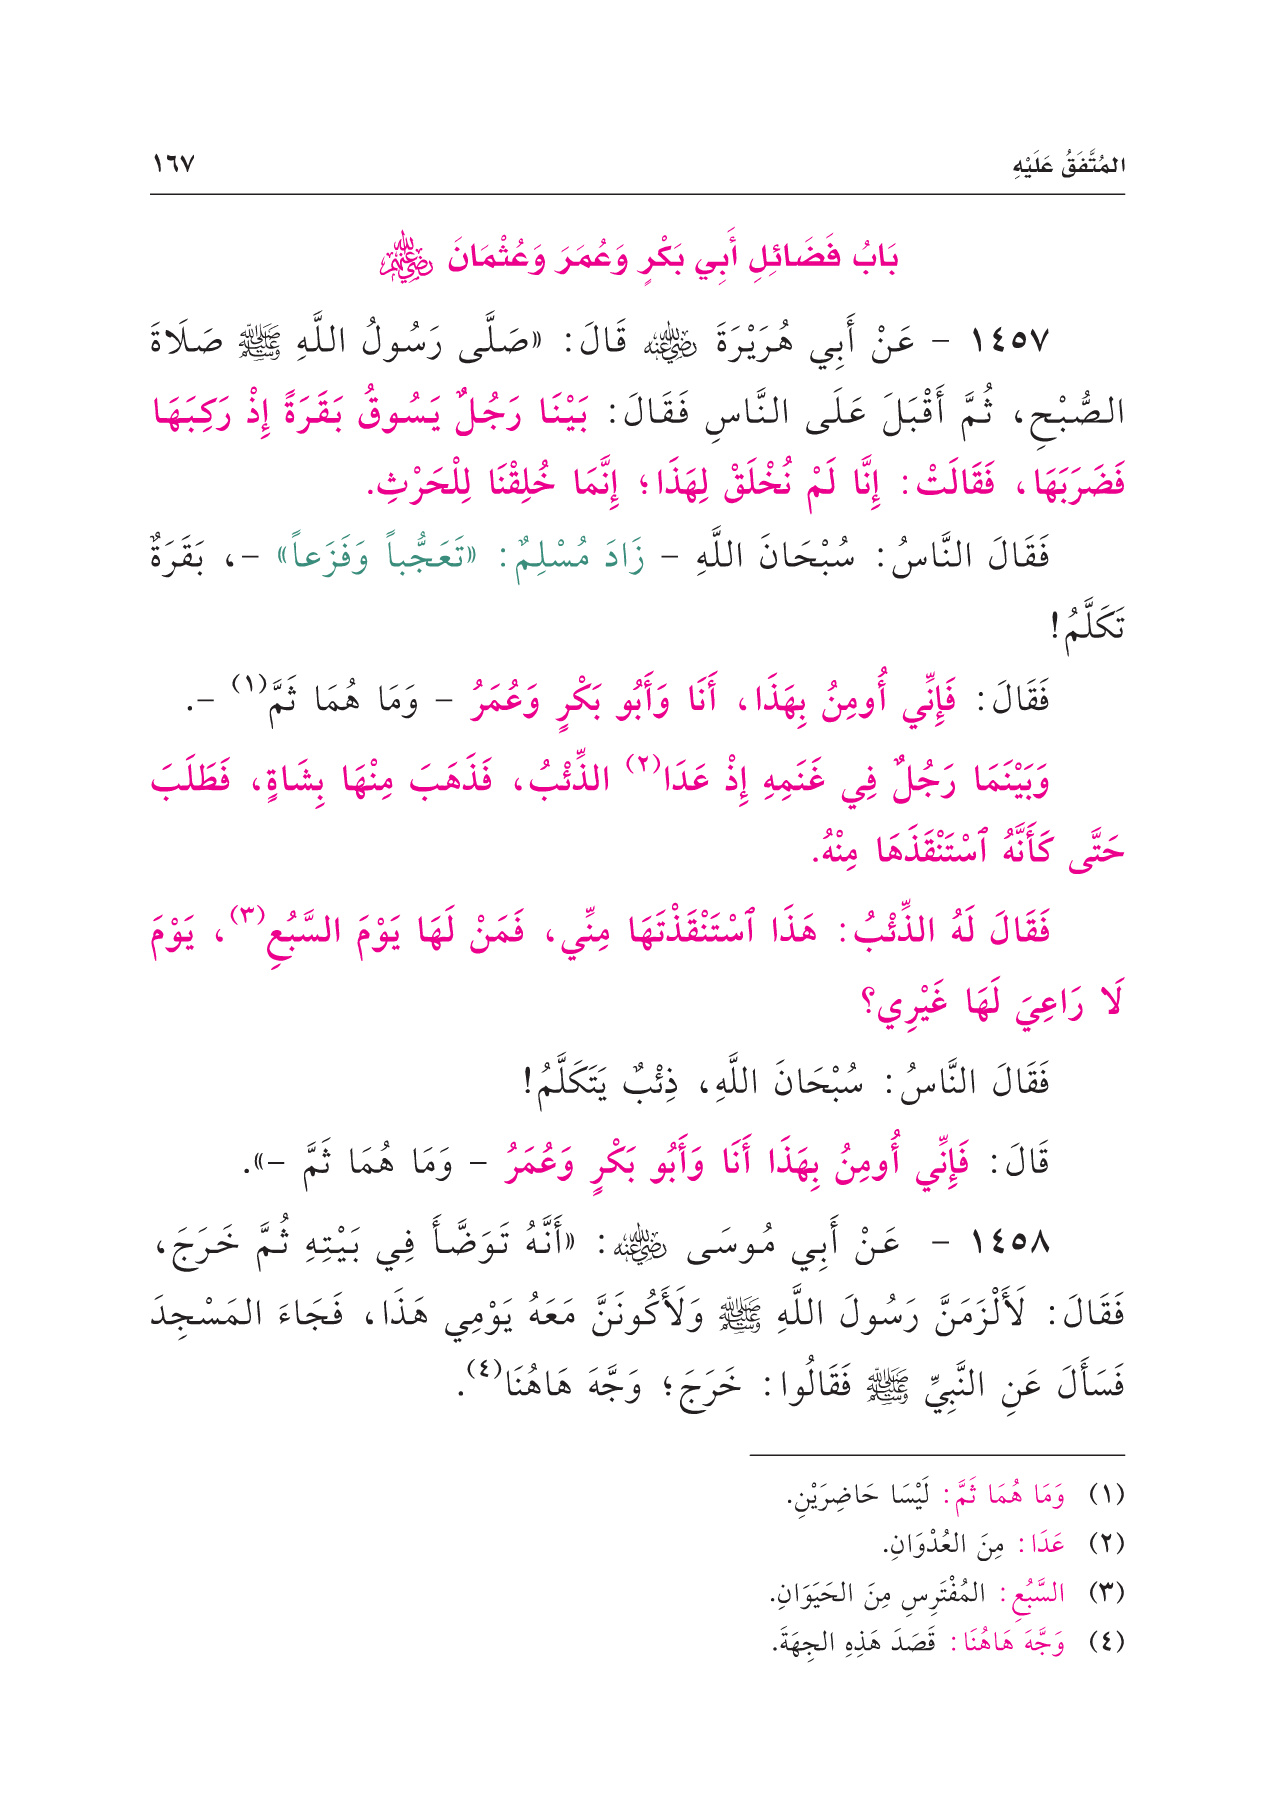 المُتَّفَقُ عَلَيْهِ
١٦٧
بَابُ فَضَائِلِ أَبِي بَكْرٍ وَعُمَرَ وَعُثْمَانَ رضي الله عنهم
١٤٥٧ - عَنْ أَبِي هُرَيْرَةَ رضي الله عنه قَالَ: «صَلَّى رَسُولُ اللَّهِ ﷺ صَلَاةَ
الصُّبْحِ، ثُمَّ أَقْبَلَ عَلَى النَّاسِ فَقَالَ: بَيْنَا رَجُلٌ يَسُوقُ بَقَرَةً إِذْ رَكِبَهَا
فَضَرَبَهَا، فَقَالَتْ: إِنَّا لَمْ نُخْلَقْ لِهَذَا؛ إِنَّمَا خُلِقْنَا لِلْحَرْثِ.
فَقَالَ النَّاسُ: سُبْحَانَ اللَّهِ - زَادَ مُسْلِمٌ: «تَعَجُّباً وَفَزَعاً» -، بَقَرَةٌ
تَكَلَّمُ!
فَقَالَ: فَإِنِّي أُومِنُ بِهَذَا، أَنَا وَأَبُو بَكْرٍ وَعُمَرُ - وَمَا هُمَا ثَمَّ(١) -.
وَبَيْنَمَا رَجُلٌ فِي غَنَمِهِ إِذْ عَدَا(٢) الذِّئْبُ، فَذَهَبَ مِنْهَا بِشَاةٍ، فَطَلَبَ
حَتَّى كَأَنَّهُ ٱسْتَنْقَذَهَا مِنْهُ.
فَقَالَ لَهُ الذِّئْبُ: هَذَا ٱسْتَنْقَذْتَهَا مِنِّي، فَمَنْ لَهَا يَوْمَ السَّبُعِ(٣)، يَوْمَ
لَا رَاعِيَ لَهَا غَيْرِي؟
فَقَالَ النَّاسُ: سُبْحَانَ اللَّهِ، ذِئْبٌ يَتَكَلَّمُ!
قَالَ: فَإِنِّي أُومِنُ بِهَذَا أَنَا وَأَبُو بَكْرٍ وَعُمَرُ - وَمَا هُمَا ثَمَّ -».
١٤٥٨ - عَنْ أَبِي مُوسَى رضي الله عنه: «أَنَّهُ تَوَضَّأَ فِي بَيْتِهِ ثُمَّ خَرَجَ،
فَقَالَ: لَأَلْزَمَنَّ رَسُولَ اللَّهِ ﷺ وَلَأَكُونَنَّ مَعَهُ يَوْمِي هَذَا، فَجَاءَ المَسْجِدَ
فَسَأَلَ عَنِ النَّبِيِّ ﷺ فَقَالُوا: خَرَجَ؛ وَجَّهَ هَاهُنَا(٤).
(١) وَمَا هُمَا ثَمَّ: لَيْسَا حَاضِرَيْنِ.
(٢) عَدَا: مِنَ العُدْوَانِ.
(٣) السَّبُعِ: المُفْتَرِسِ مِنَ الحَيَوَانِ.
(٤) وَجَّهَ هَاهُنَا: قَصَدَ هَذِهِ الجِهَةَ.